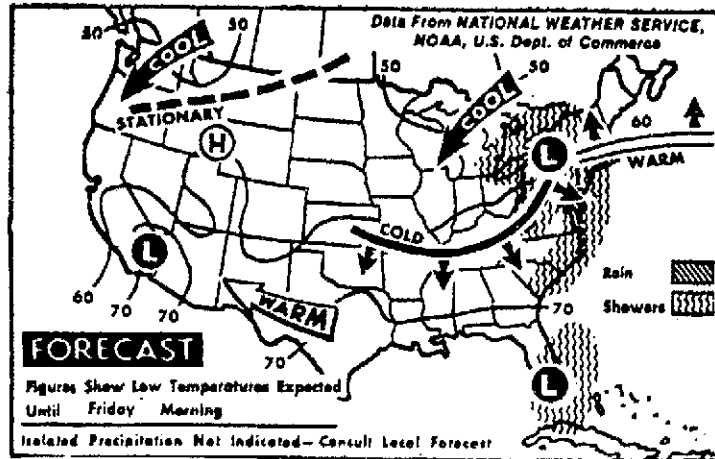 Data From NATIONAL WEATHER SERVICE,
NOAA, U.S. Dept. of Commerce
50
COOL
50
50
COOL
50
STATIONARY
H
L
60
WARM
COLD
L
60
70
70
WARM
70
70
Rain
Showers
L
FORECAST
Figures Show Low Temperatures Expected
Until Friday Morning
Isolated Precipitation Not Indicated – Consult Local Forecast